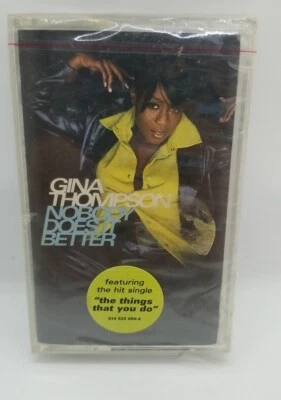 GINA
THOMPSON
NOBODY
DOES IT
BETTER
featuring
the hit single
"the things
that you do"